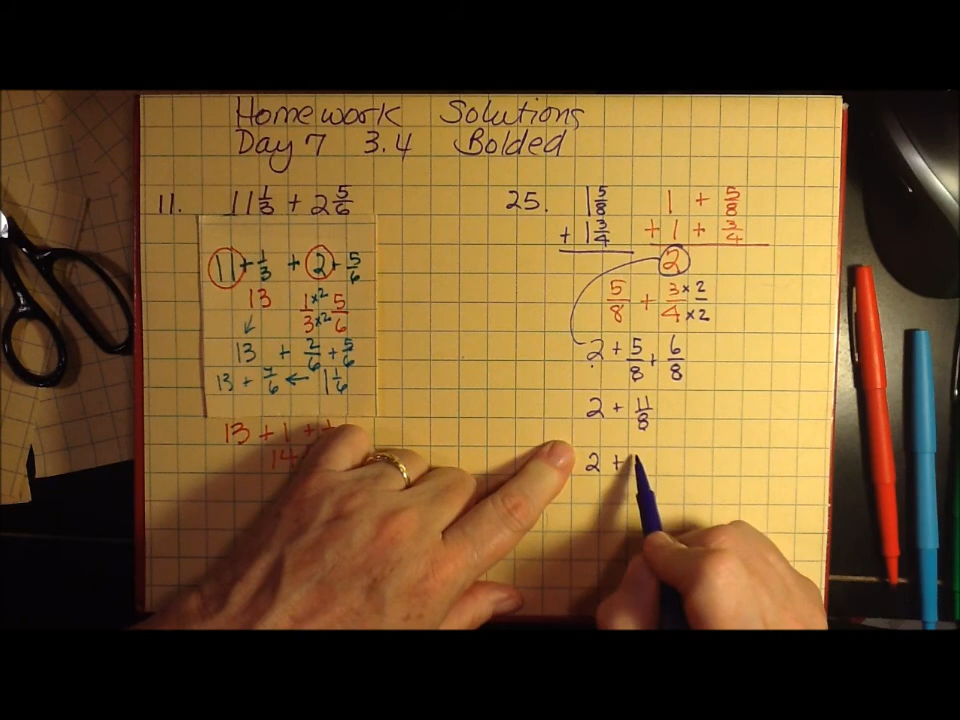 Homework Solutions
Day 7 3.4 Bolded
11. 11 1/3 + 2 5/6
11 + 1/3 + 2 + 5/6
13 1/3 ×2 ×2 5/6
13 + 2/6 + 5/6
13 + 7/6 ← 1 1/6
13 + 1 +
14
25. 1 5/8 1 + 5/8
+ 1 3/4 + 1 + 3/4
2
5/8 + 3/4 ×2 ×2
2 + 5/8 + 6/8
2 + 11/8
2 +